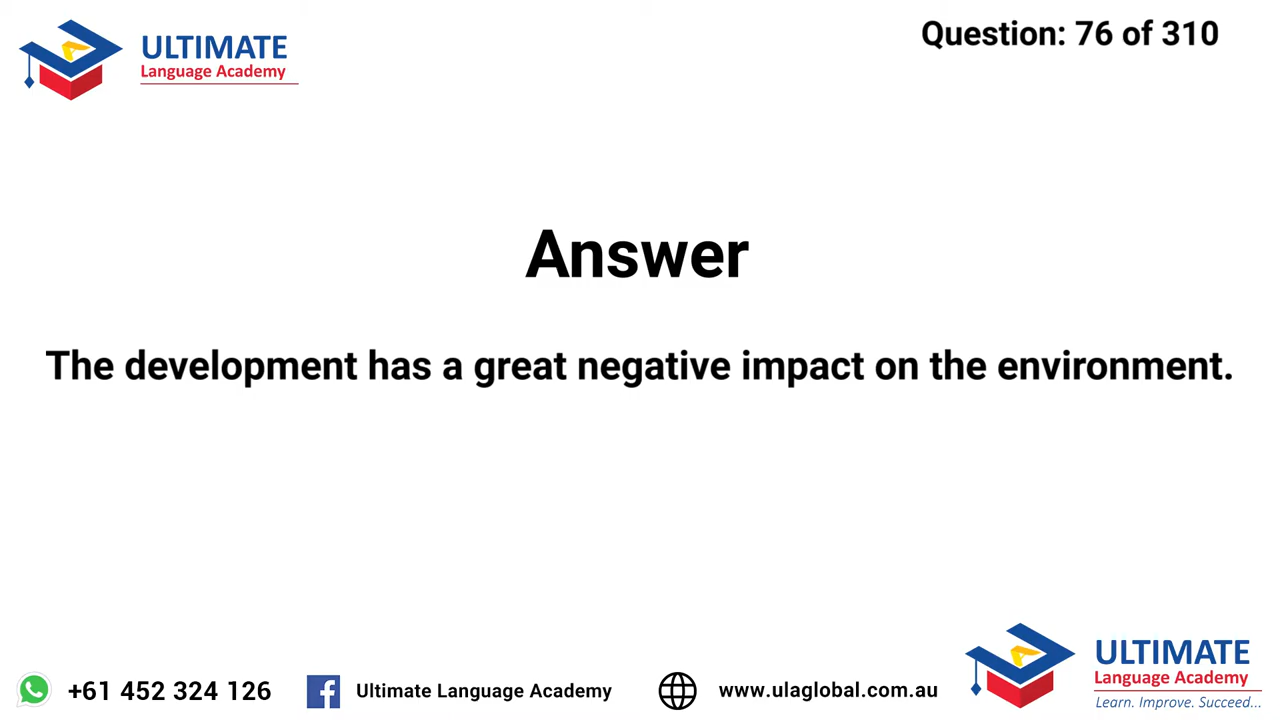 ULTIMATE
Language Academy
Question: 76 of 310
Answer
The development has a great negative impact on the environment.
+61 452 324 126
Ultimate Language Academy
www.ulaglobal.com.au
ULTIMATE
Language Academy
Learn. Improve. Succeed...